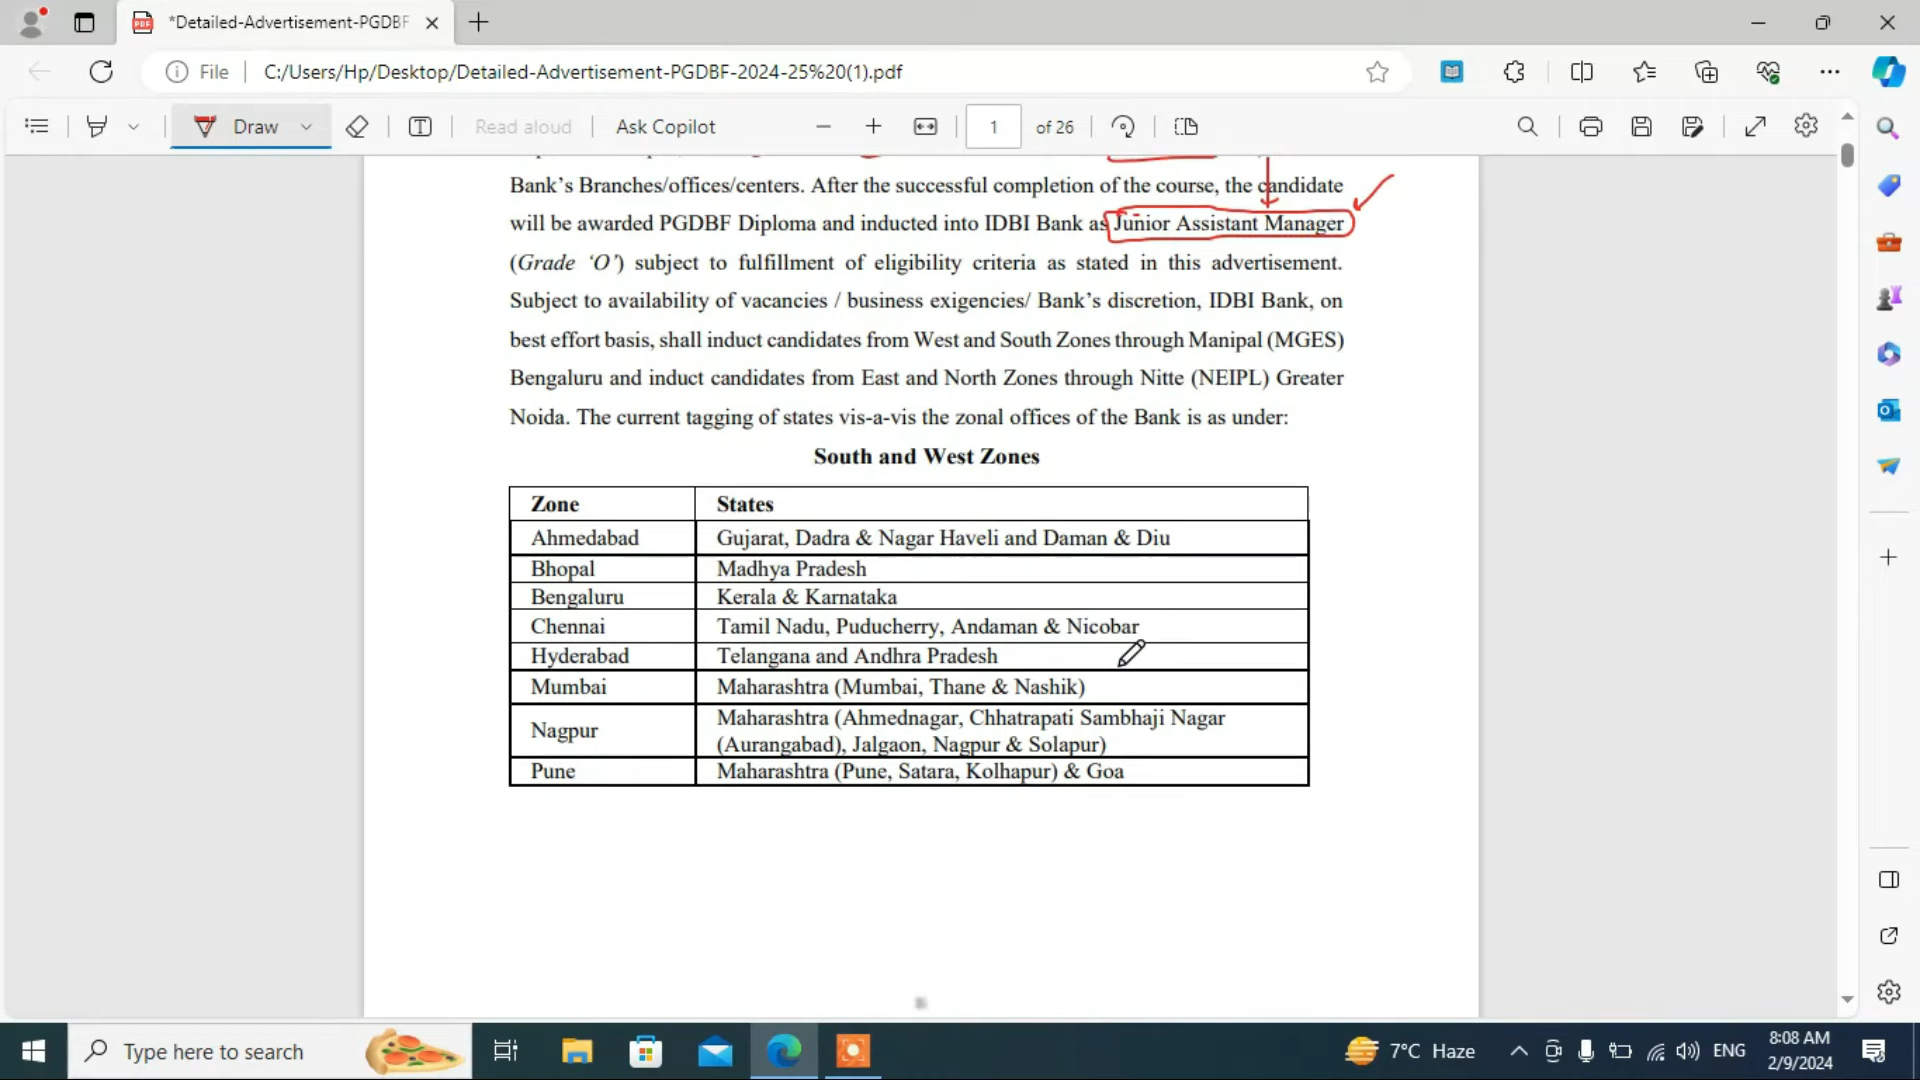 *Detailed-Advertisement-PGDBF
File
C:/Users/Hp/Desktop/Detailed-Advertisement-PGDBF-2024-25%20(1).pdf
Draw
Read aloud
Ask Copilot
1
of 26
Bank's Branches/offices/centers. After the successful completion of the course, the candidate
will be awarded PGDBF Diploma and inducted into IDBI Bank as Junior Assistant Manager
(Grade 'O') subject to fulfillment of eligibility criteria as stated in this advertisement.
Subject to availability of vacancies / business exigencies/ Bank's discretion, IDBI Bank, on
best effort basis, shall induct candidates from West and South Zones through Manipal (MGES)
Bengaluru and induct candidates from East and North Zones through Nitte (NEIPL) Greater
Noida. The current tagging of states vis-a-vis the zonal offices of the Bank is as under:
South and West Zones
Zone States
Ahmedabad Gujarat, Dadra & Nagar Haveli and Daman & Diu
Bhopal Madhya Pradesh
Bengaluru Kerala & Karnataka
Chennai Tamil Nadu, Puducherry, Andaman & Nicobar
Hyderabad Telangana and Andhra Pradesh
Mumbai Maharashtra (Mumbai, Thane & Nashik)
Nagpur Maharashtra (Ahmednagar, Chhatrapati Sambhaji Nagar
(Aurangabad), Jalgaon, Nagpur & Solapur)
Pune Maharashtra (Pune, Satara, Kolhapur) & Goa
Type here to search
7°C Haze
ENG
8:08 AM
2/9/2024